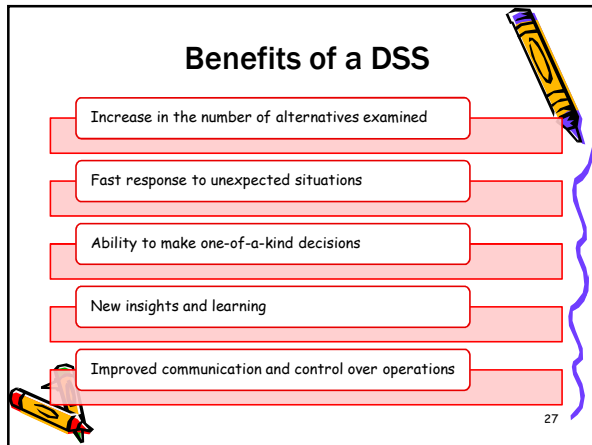 Benefits of a DSS
Increase in the number of alternatives examined
Fast response to unexpected situations
Ability to make one-of-a-kind decisions
New insights and learning
Improved communication and control over operations
27